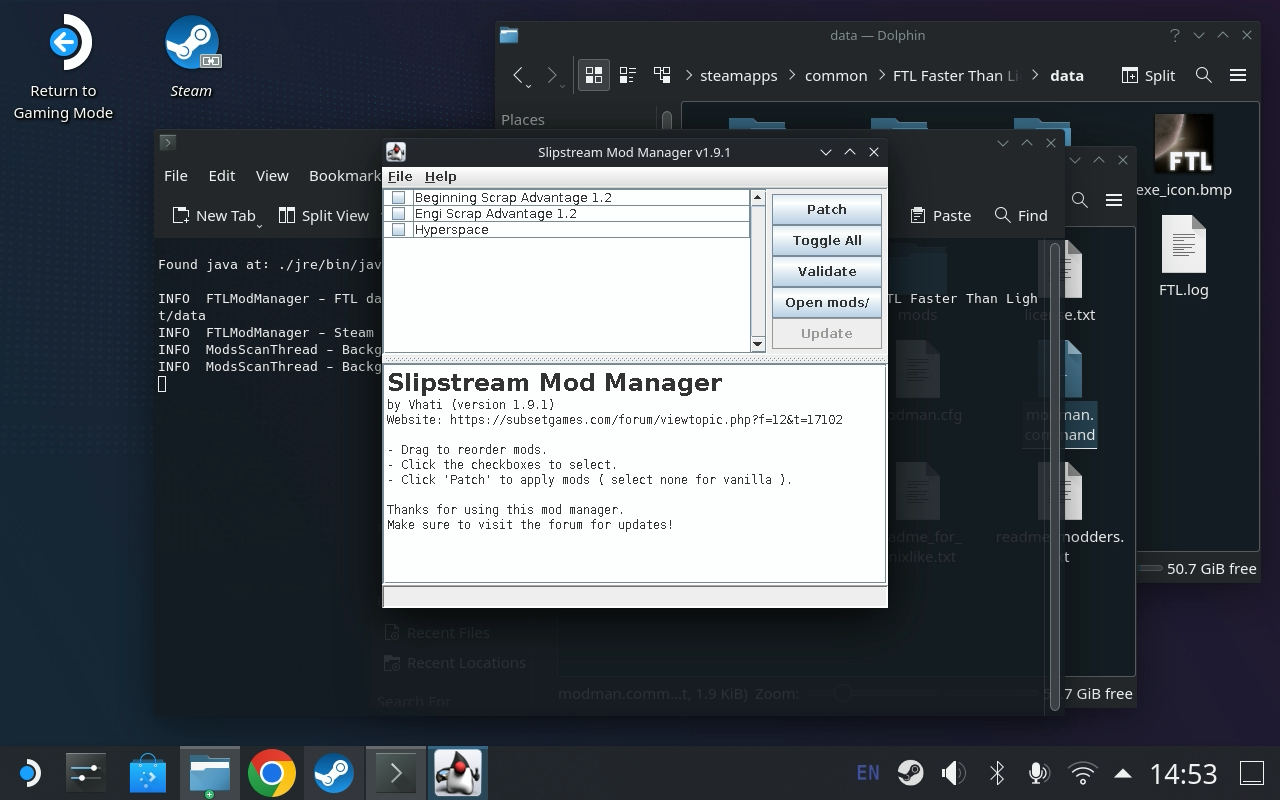 Return to
Gaming Mode
Steam
data — Dolphin
steamapps
common
FTL Faster Than Li
data
Split
Places
exe_icon.bmp
FTL.log
50.7 GiB free
File Edit View Bookmark
New Tab
Split View
Paste
Find
Found java at: ./jre/bin/jav
INFO FTLModManager - FTL da
TL Faster Than Ligh
t/data
INFO FTLModManager - Steam
INFO ModsScanThread - Backg
INFO ModsScanThread - Backg
Slipstream Mod Manager v1.9.1
File Help
Beginning Scrap Advantage 1.2
Engi Scrap Advantage 1.2
Hyperspace
Patch
Toggle All
Validate
Open mods/
Update
Slipstream Mod Manager
by Vhati (version 1.9.1)
Website: https://subsetgames.com/forum/viewtopic.php?f=12&t=17102
- Drag to reorder mods.
- Click the checkboxes to select.
- Click 'Patch' to apply mods ( select none for vanilla ).
Thanks for using this mod manager.
Make sure to visit the forum for updates!
mods
license.txt
dman.cfg
modman.
command
adme_for_
nixlike.txt
readme_modders.
txt
Recent Files
Recent Locations
Search For
modman.comm...t, 1.9 KiB)
Zoom:
.7 GiB free
EN
14:53